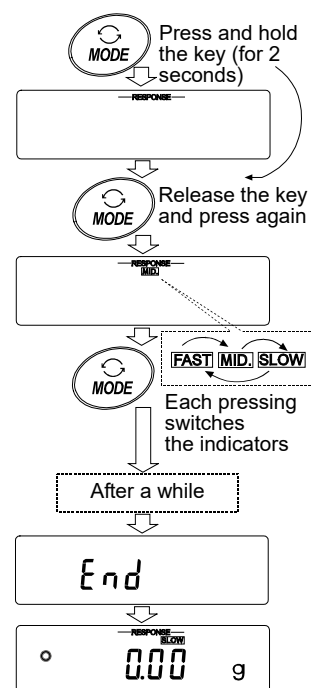 MODE
Press and hold
the key (for 2
seconds)
RESPONSE
MODE
Release the key
and press again
RESPONSE
MID.
FAST MID. SLOW
MODE
Each pressing
switches
the indicators
After a while
End
RESPONSE
SLOW
0.00 g